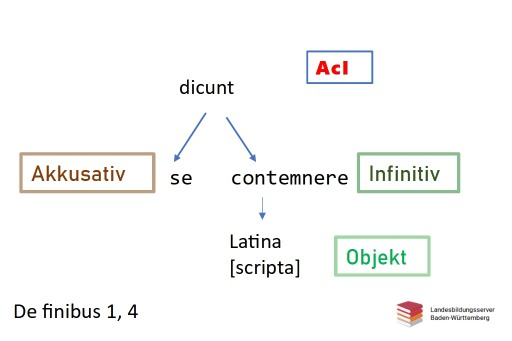 AcI
dicunt
Akkusativ se contemnere Infinitiv
Latina
[scripta]
Objekt
De finibus 1, 4
Landesbildungsserver
Baden-Württemberg